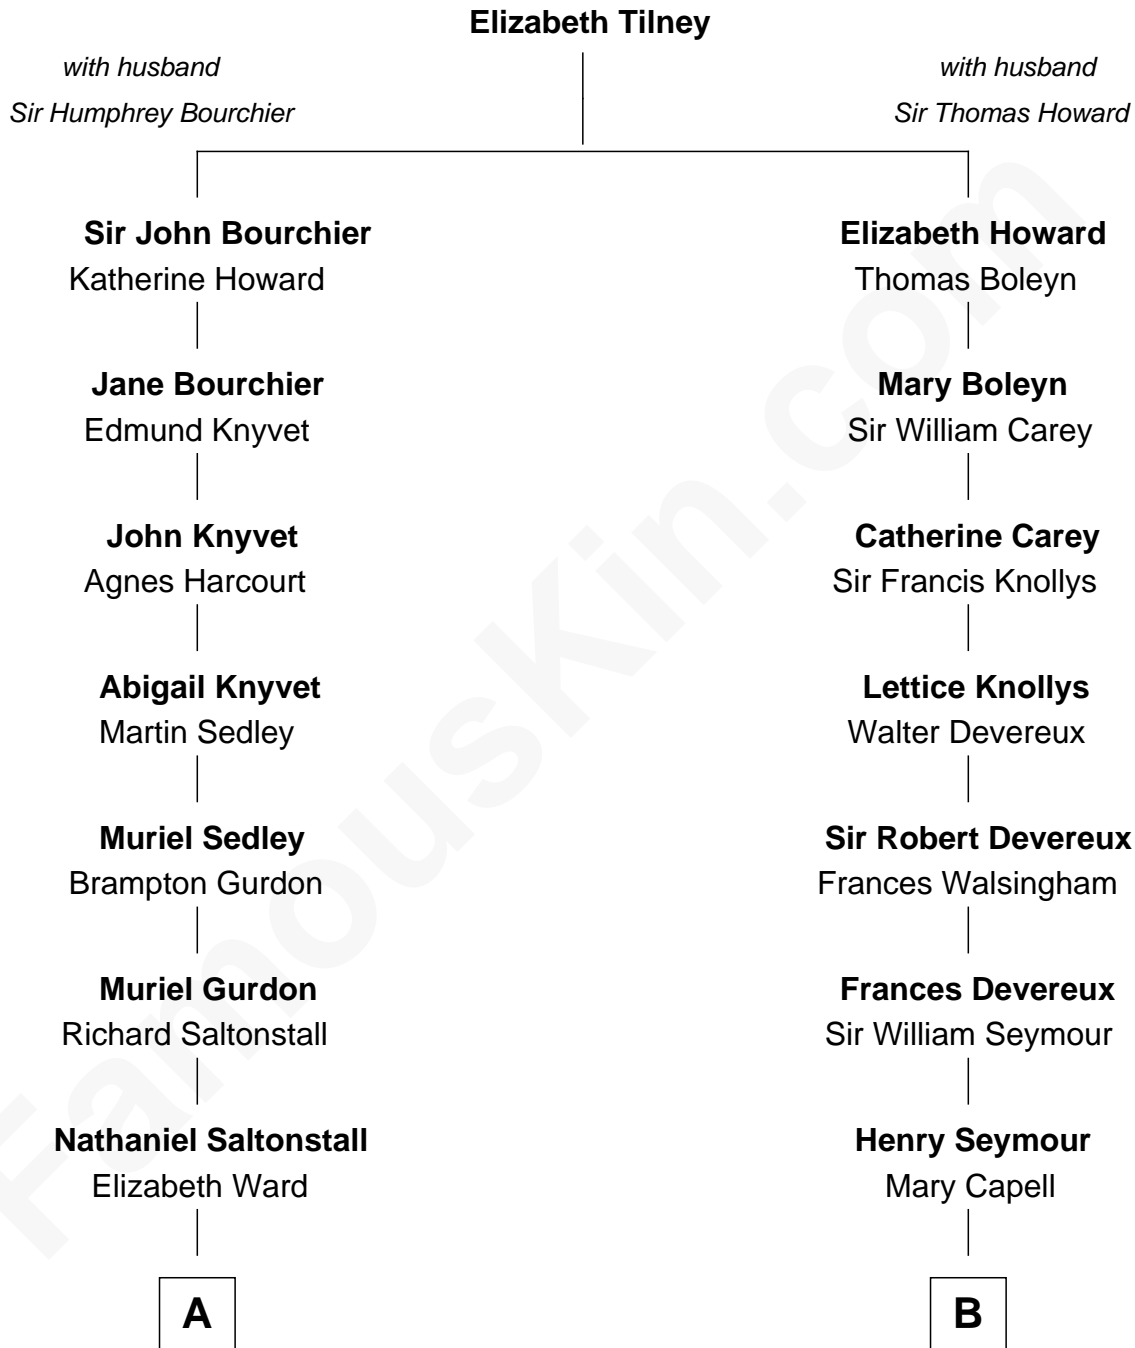 Elizabeth Tilney
with husband
Sir Humphrey Bourchier
with husband
Sir Thomas Howard
Sir John Bourchier
Katherine Howard
Elizabeth Howard
Thomas Boleyn
Jane Bourchier
Edmund Knyvet
Mary Boleyn
Sir William Carey
John Knyvet
Agnes Harcourt
Catherine Carey
Sir Francis Knollys
Abigail Knyvet
Martin Sedley
Lettice Knollys
Walter Devereux
Muriel Sedley
Brampton Gurdon
Sir Robert Devereux
Frances Walsingham
Muriel Gurdon
Richard Saltonstall
Frances Devereux
Sir William Seymour
Nathaniel Saltonstall
Elizabeth Ward
Henry Seymour
Mary Capell
A
B
FamousKin.com